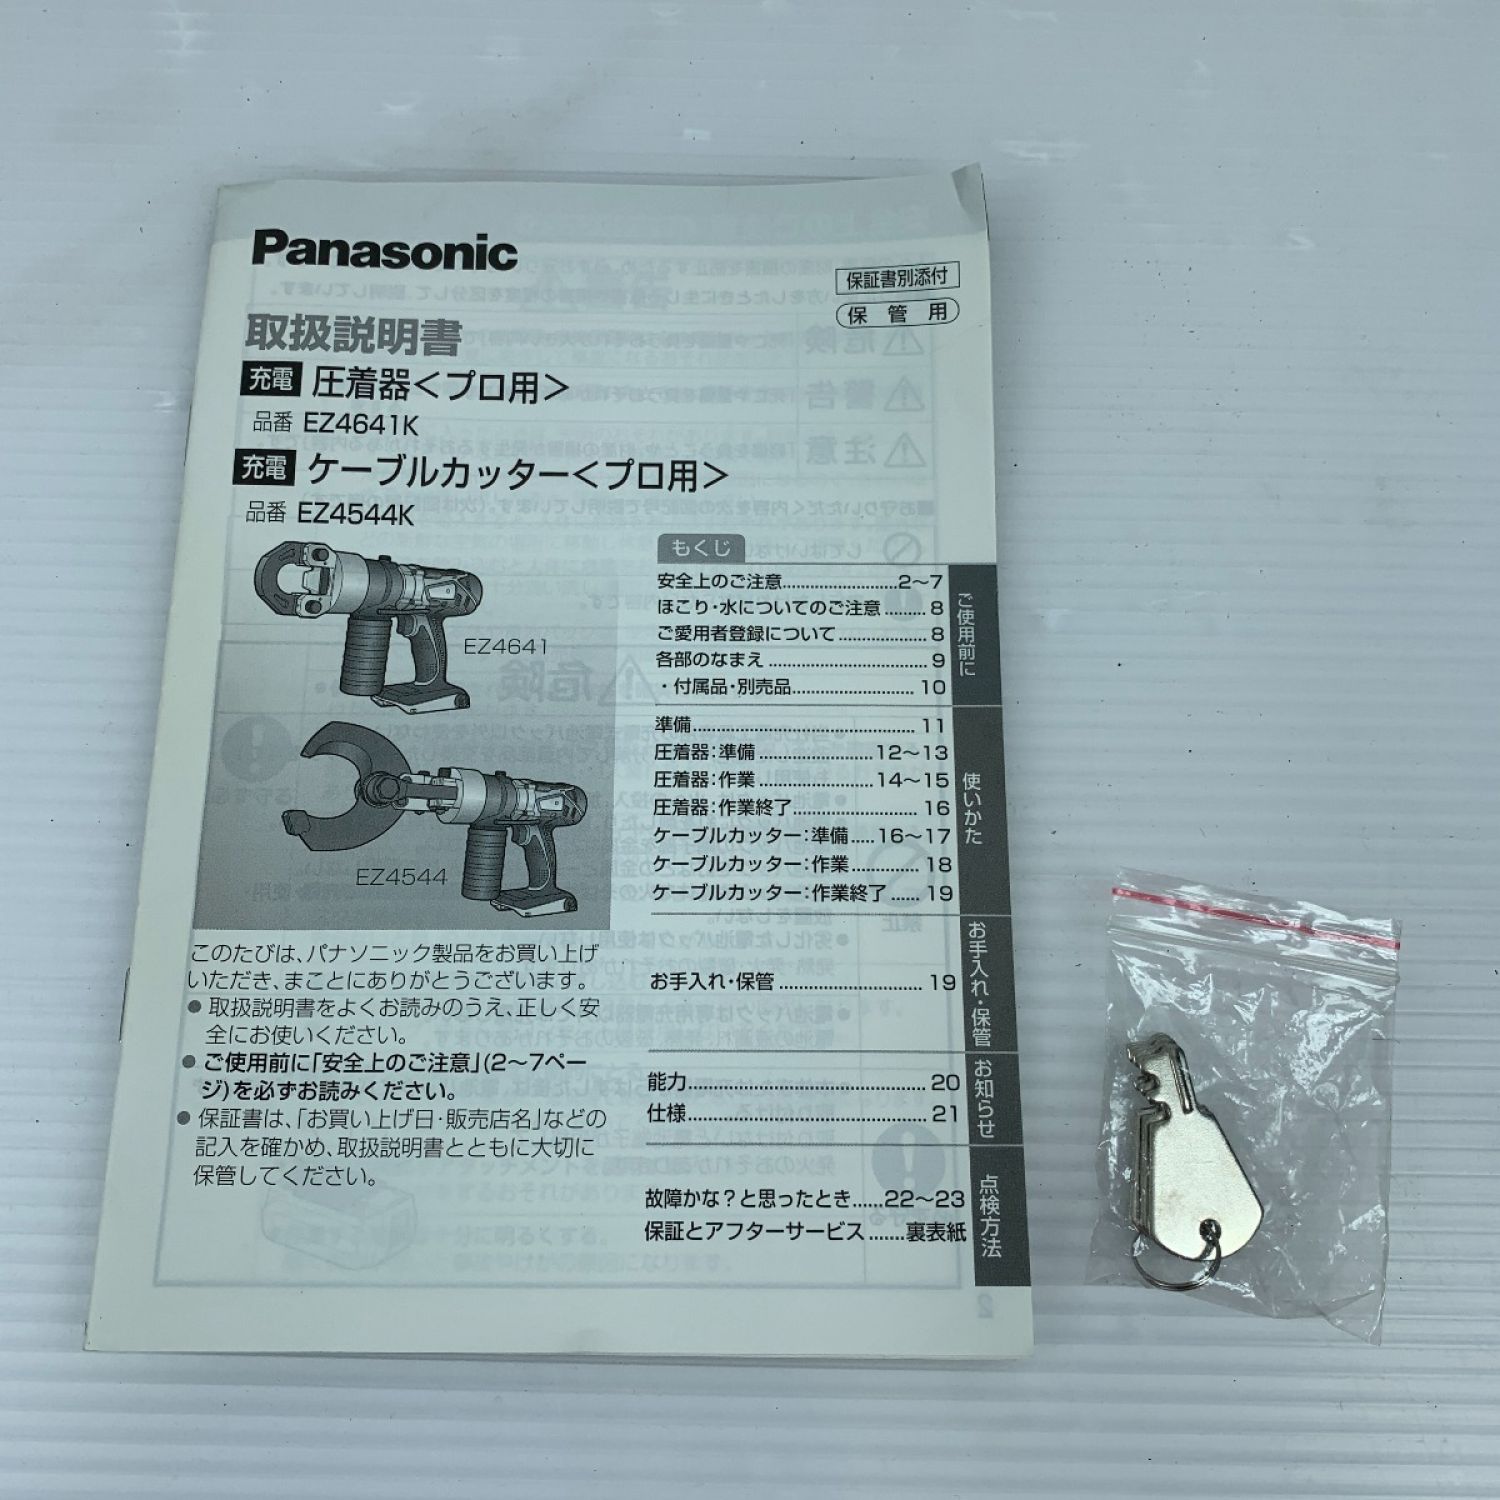 Panasonic
保証書別添付
保管用
取扱説明書
充電 圧着器<プロ用>
品番 EZ4641K
充電 ケーブルカッター<プロ用>
品番 EZ4544K
EZ4641
EZ4544
このたびは、パナソニック製品をお買い上げ
いただき、まことにありがとうございます。
● 取扱説明書をよくお読みのうえ、正しく安
全にお使いください。
● ご使用前に「安全上のご注意」(2～7ペー
ジ)を必ずお読みください。
● 保証書は、「お買い上げ日・販売店名」などの
記入を確かめ、取扱説明書とともに大切に
保管してください。
もくじ
安全上のご注意..........................2～7
ほこり・水についてのご注意.........8
ご愛用者登録について....................8
各部のなまえ....................................9
・付属品・別売品...........................10
ご使用前に
準備..................................................11
圧着器:準備.........................12～13
圧着器:作業.........................14～15
圧着器:作業終了............................16
ケーブルカッター:準備.....16～17
ケーブルカッター:作業...............18
ケーブルカッター:作業終了......19
使いかた
お手入れ・保管...............................19
お手入れ・保管
能力...................................................20
仕様...................................................21
お知らせ
故障かな?と思ったとき......22～23
保証とアフターサービス.......裏表紙
点検方法